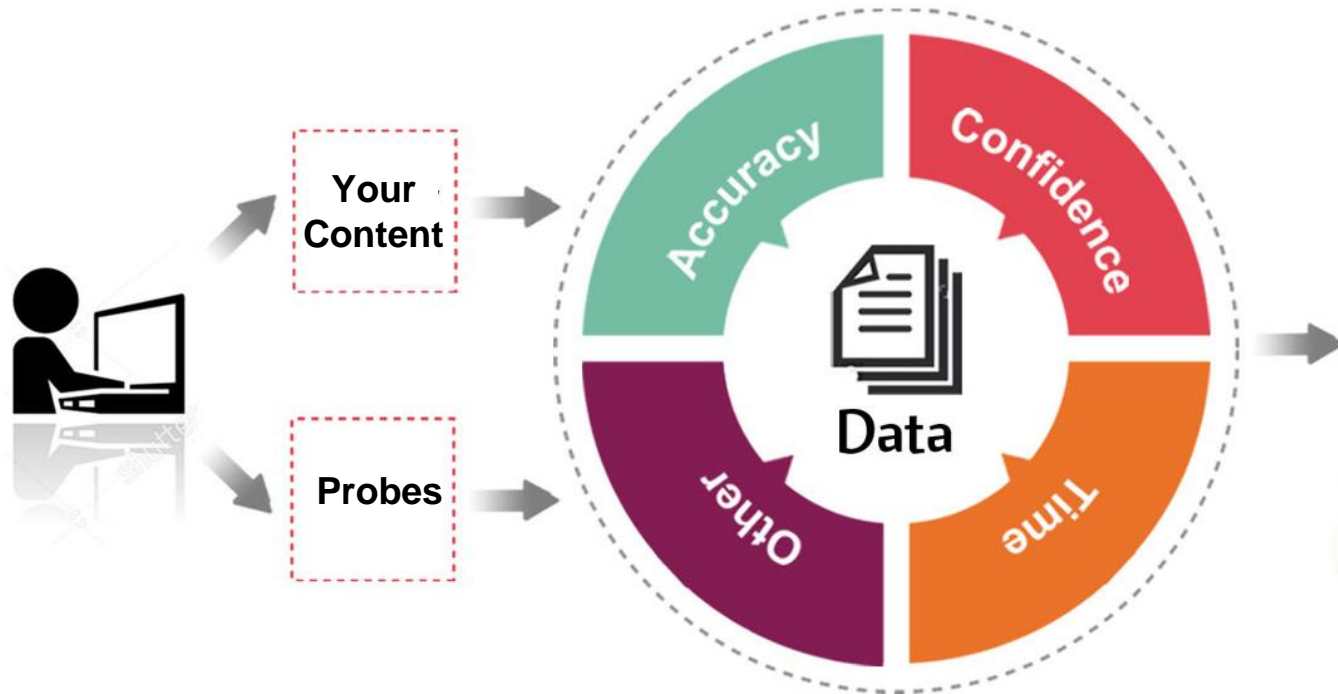 Your
Content
Probes
Accuracy
Confidence
Other
Time
Data